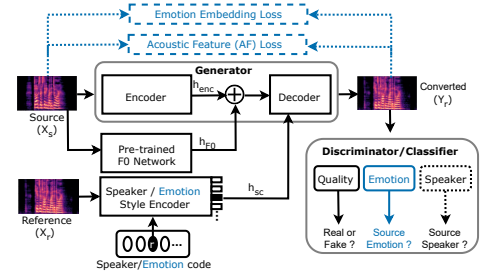 Emotion Embedding Loss
Acoustic Feature (AF) Loss
Generator
Encoder
h_enc
Decoder
Source
(X_s)
Converted
(Y_r)
Pre-trained
F0 Network
h_F0
Speaker / Emotion
Style Encoder
h_sc
Reference
(X_r)
Speaker/Emotion code
Discriminator/Classifier
Quality
Emotion
Speaker
Real or
Fake ?
Source
Emotion ?
Source
Speaker ?